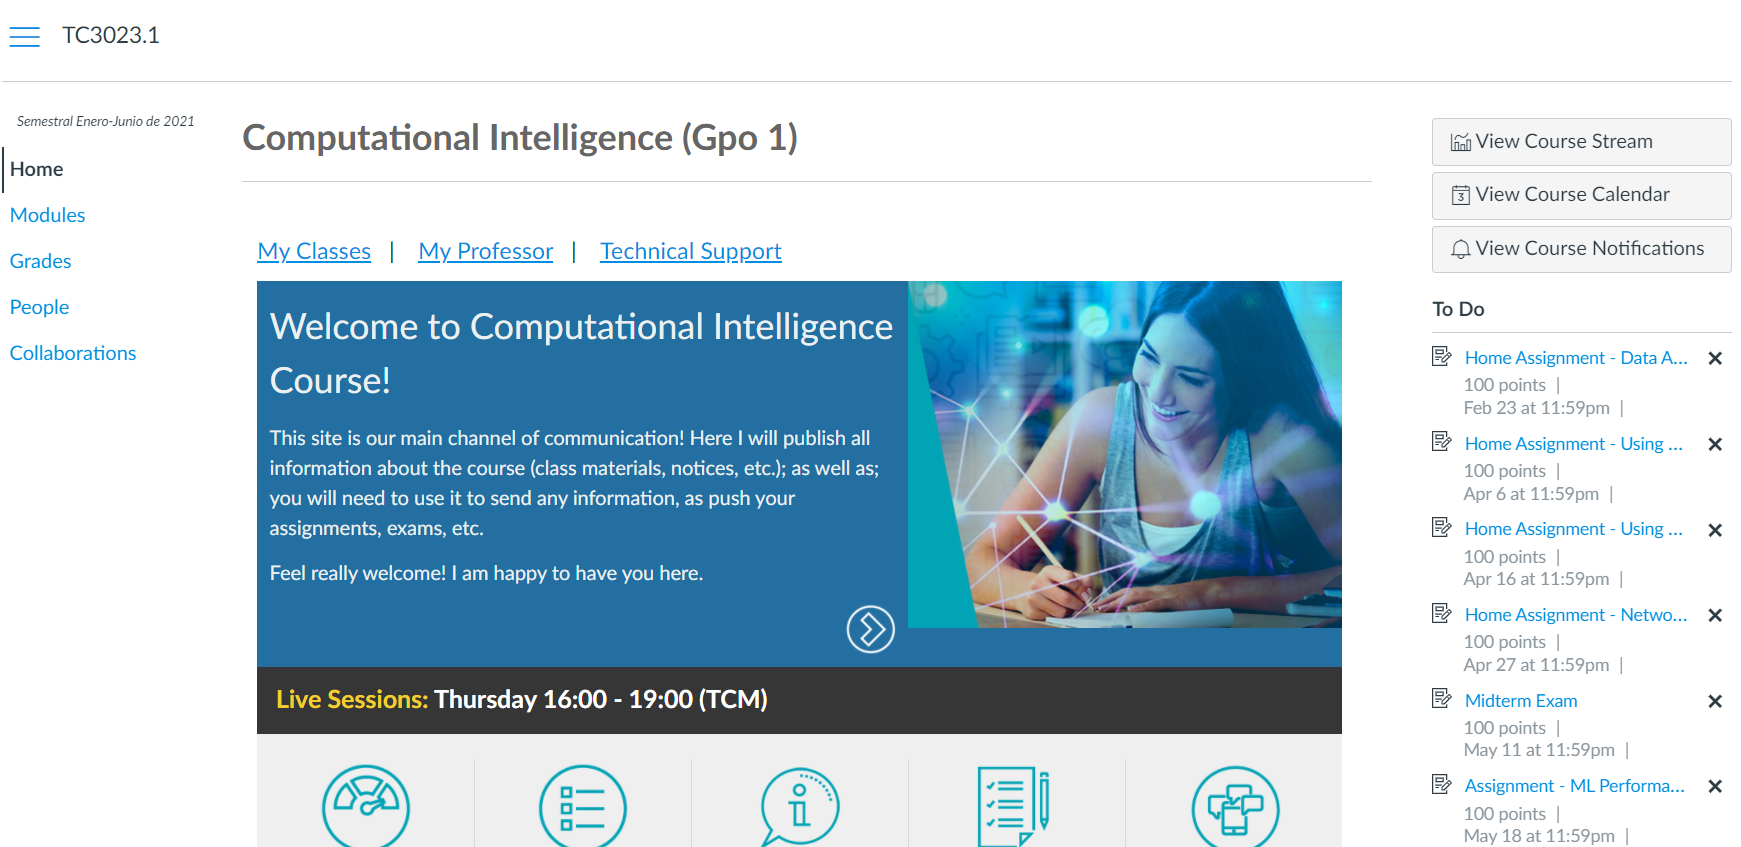 TC3023.1
Semestral Enero-Junio de 2021
Home
Modules
Grades
People
Collaborations
Computational Intelligence (Gpo 1)
My Classes | My Professor | Technical Support
Welcome to Computational Intelligence
Course!
This site is our main channel of communication! Here I will publish all
information about the course (class materials, notices, etc.); as well as;
you will need to use it to send any information, as push your
assignments, exams, etc.
Feel really welcome! I am happy to have you here.
Live Sessions: Thursday 16:00 - 19:00 (TCM)
View Course Stream
3 View Course Calendar
View Course Notifications
To Do
Home Assignment - Data A...
100 points |
Feb 23 at 11:59pm |
Home Assignment - Using ...
100 points |
Apr 6 at 11:59pm |
Home Assignment - Using ...
100 points |
Apr 16 at 11:59pm |
Home Assignment - Netwo...
100 points |
Apr 27 at 11:59pm |
Midterm Exam
100 points |
May 11 at 11:59pm |
Assignment - ML Performa...
100 points |
May 18 at 11:59pm |